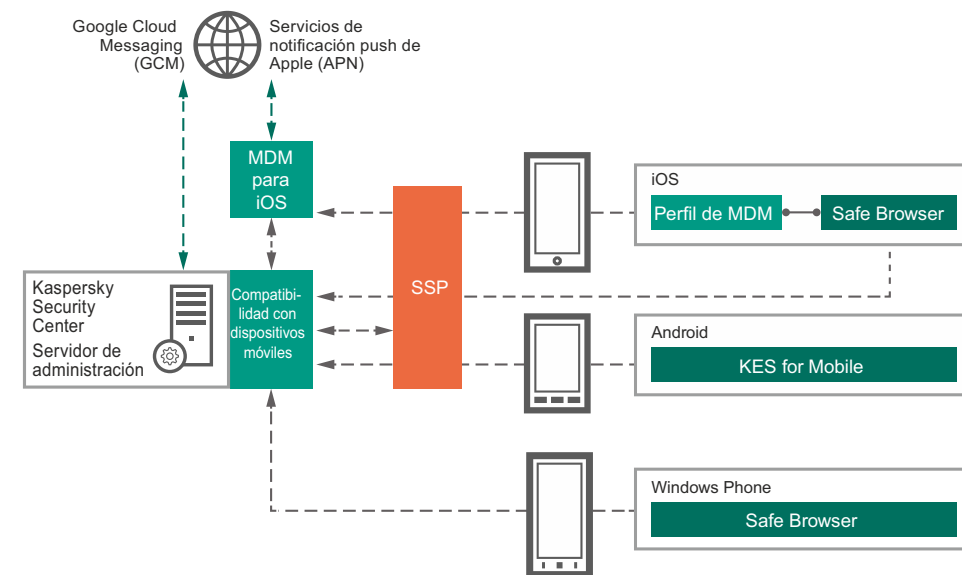 Google Cloud
Messaging
(GCM)
Servicios de
notificación push de
Apple (APN)
MDM
para
iOS
iOS
Perfil de MDM
Safe Browser
SSP
Kaspersky
Security
Center
Servidor de
administración
Compatibi-
lidad con
dispositivos
móviles
Android
KES for Mobile
Windows Phone
Safe Browser